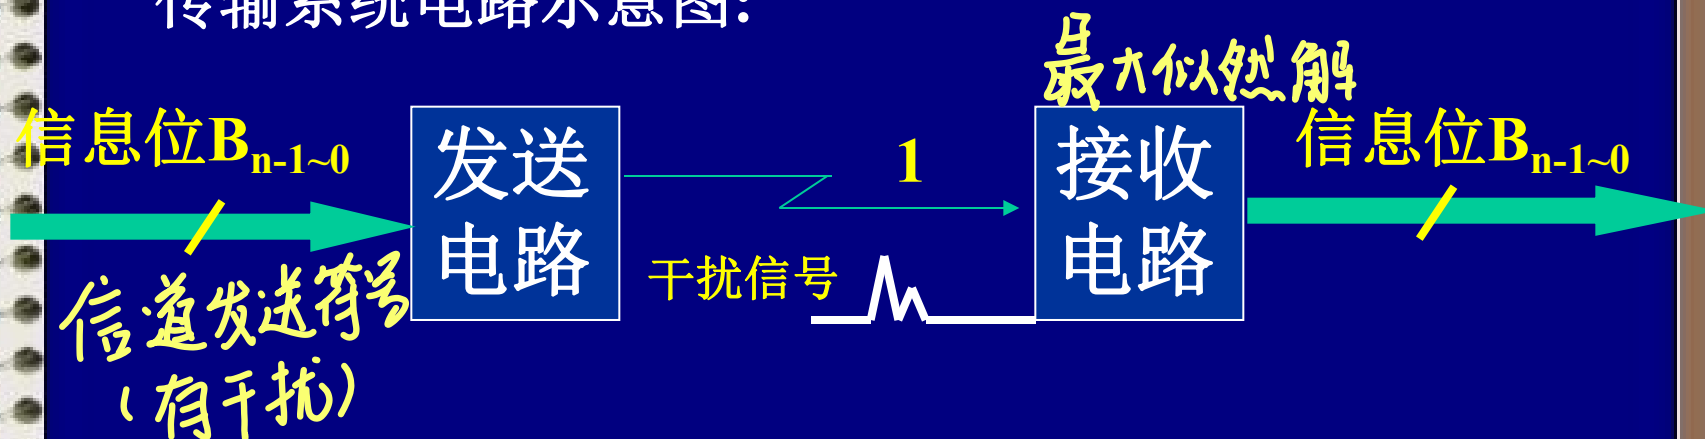 传输系统电路示意图:
最大似然解
信息位Bn-1~0
发送
电路
1
接收
电路
信息位Bn-1~0
干扰信号
信道发送符号
(有干扰)